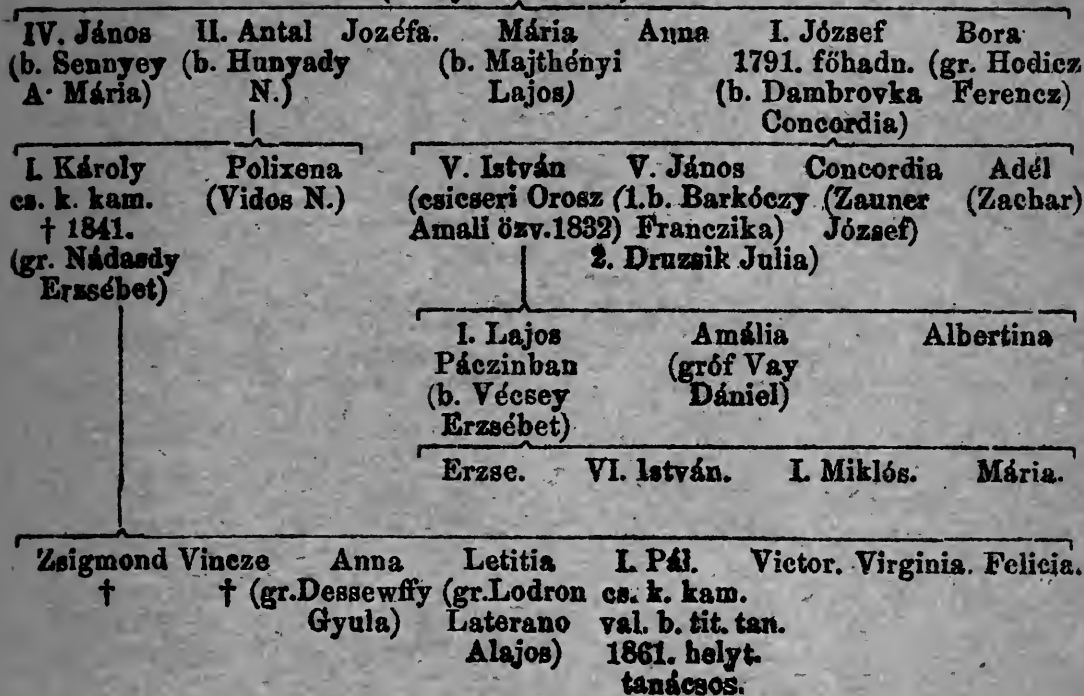 IV. János II. Antal Jozéfa. Mária Anna I. József Bora
(b. Sennyey (b. Hunyady (b. Majthényi 1791. főhadn. (gr. Hodicz
A. Mária) N.) Lajos) (b. Dambrovka Ferencz)
Concordia)
I. Károly Polixena V. István V. János Concordia Adél
cs. k. kam. (Vidos N.) (csicseri Orosz (1.b. Barkóczy (Zauner (Zachar)
† 1841. Amali özv.1832) Franczika) József)
(gr. Nádasdy 2. Druzsik Julia)
Erzsébet)
I. Lajos Amália Albertina
Páczinban (gróf Vay
(b. Vécsey Dániel)
Erzsébet)
Erzse. VI. István. I. Miklós. Mária.
Zsigmond Vincze Anna Letitia I. Pál. Victor. Virginia. Felicia.
† † (gr.Dessewffy (gr.Lodron cs. k. kam.
Gyula) Laterano val. b. tit. tan.
Alajos) 1861. helyt.
tanácsos.